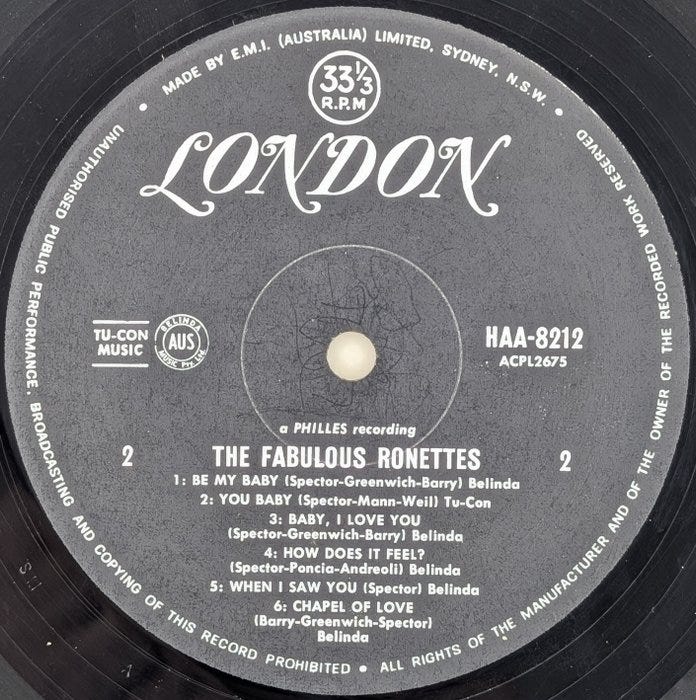 MADE BY E.M.I. (AUSTRALIA) LIMITED, SYDNEY, N.S.W.
33⅓
R.P.M
LONDON
TU-CON
MUSIC
BELINDA
AUS
MUSIC Pty. Ltd.
HAA-8212
ACPL2675
a PHILLES recording
2 THE FABULOUS RONETTES 2
1: BE MY BABY (Spector-Greenwich-Barry) Belinda
2: YOU BABY (Spector-Mann-Weil) Tu-Con
3: BABY, I LOVE YOU
(Spector-Greenwich-Barry) Belinda
4: HOW DOES IT FEEL?
(Spector-Poncia-Andreoli) Belinda
5: WHEN I SAW YOU (Spector) Belinda
6: CHAPEL OF LOVE
(Barry-Greenwich-Spector)
Belinda
• ALL RIGHTS OF THE MANUFACTURER AND OF THE OWNER OF THE RECORDED WORK RESERVED •
UNAUTHORISED PUBLIC PERFORMANCE, BROADCASTING AND COPYING OF THIS RECORD PROHIBITED